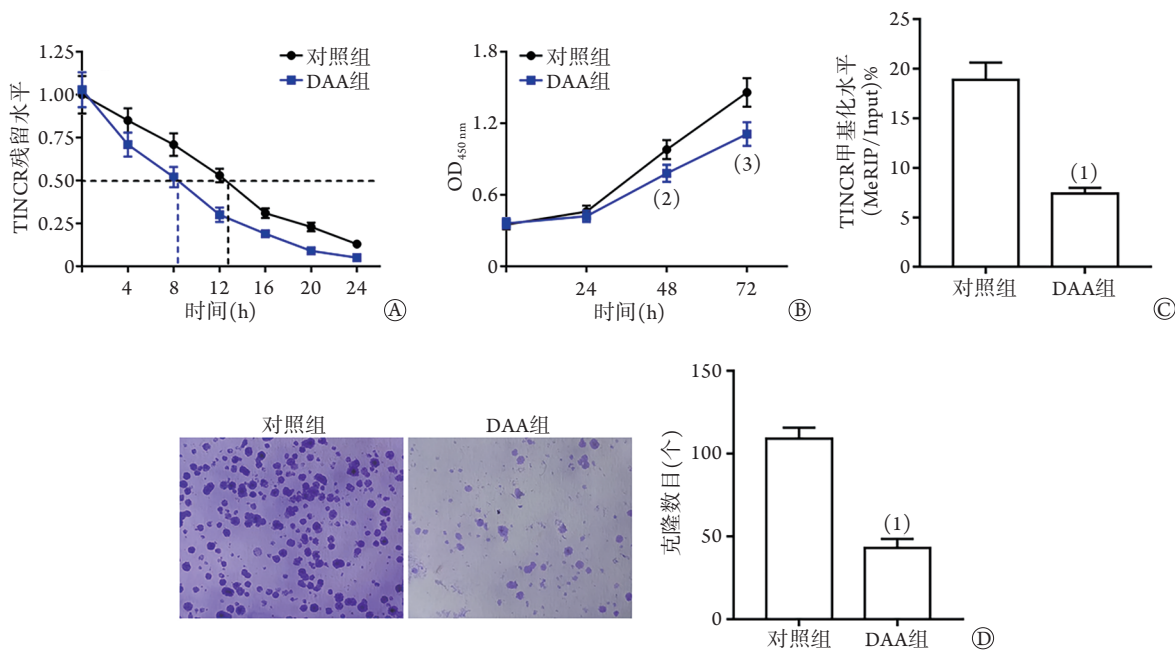 TINCR残留水平
1.25
1.00
0.75
0.50
0.25
0
4
8
12
16
20
24
时间(h)
对照组
DAA组
Ⓐ
OD450 nm
1.8
1.2
0.6
0
24
48
72
时间(h)
对照组
DAA组
(2)
(3)
Ⓑ
TINCR甲基化水平
(MeRIP/Input)%
25
20
15
10
5
0
(1)
对照组
DAA组
Ⓒ
对照组
DAA组
克隆数目(个)
150
100
50
0
(1)
对照组
DAA组
Ⓓ